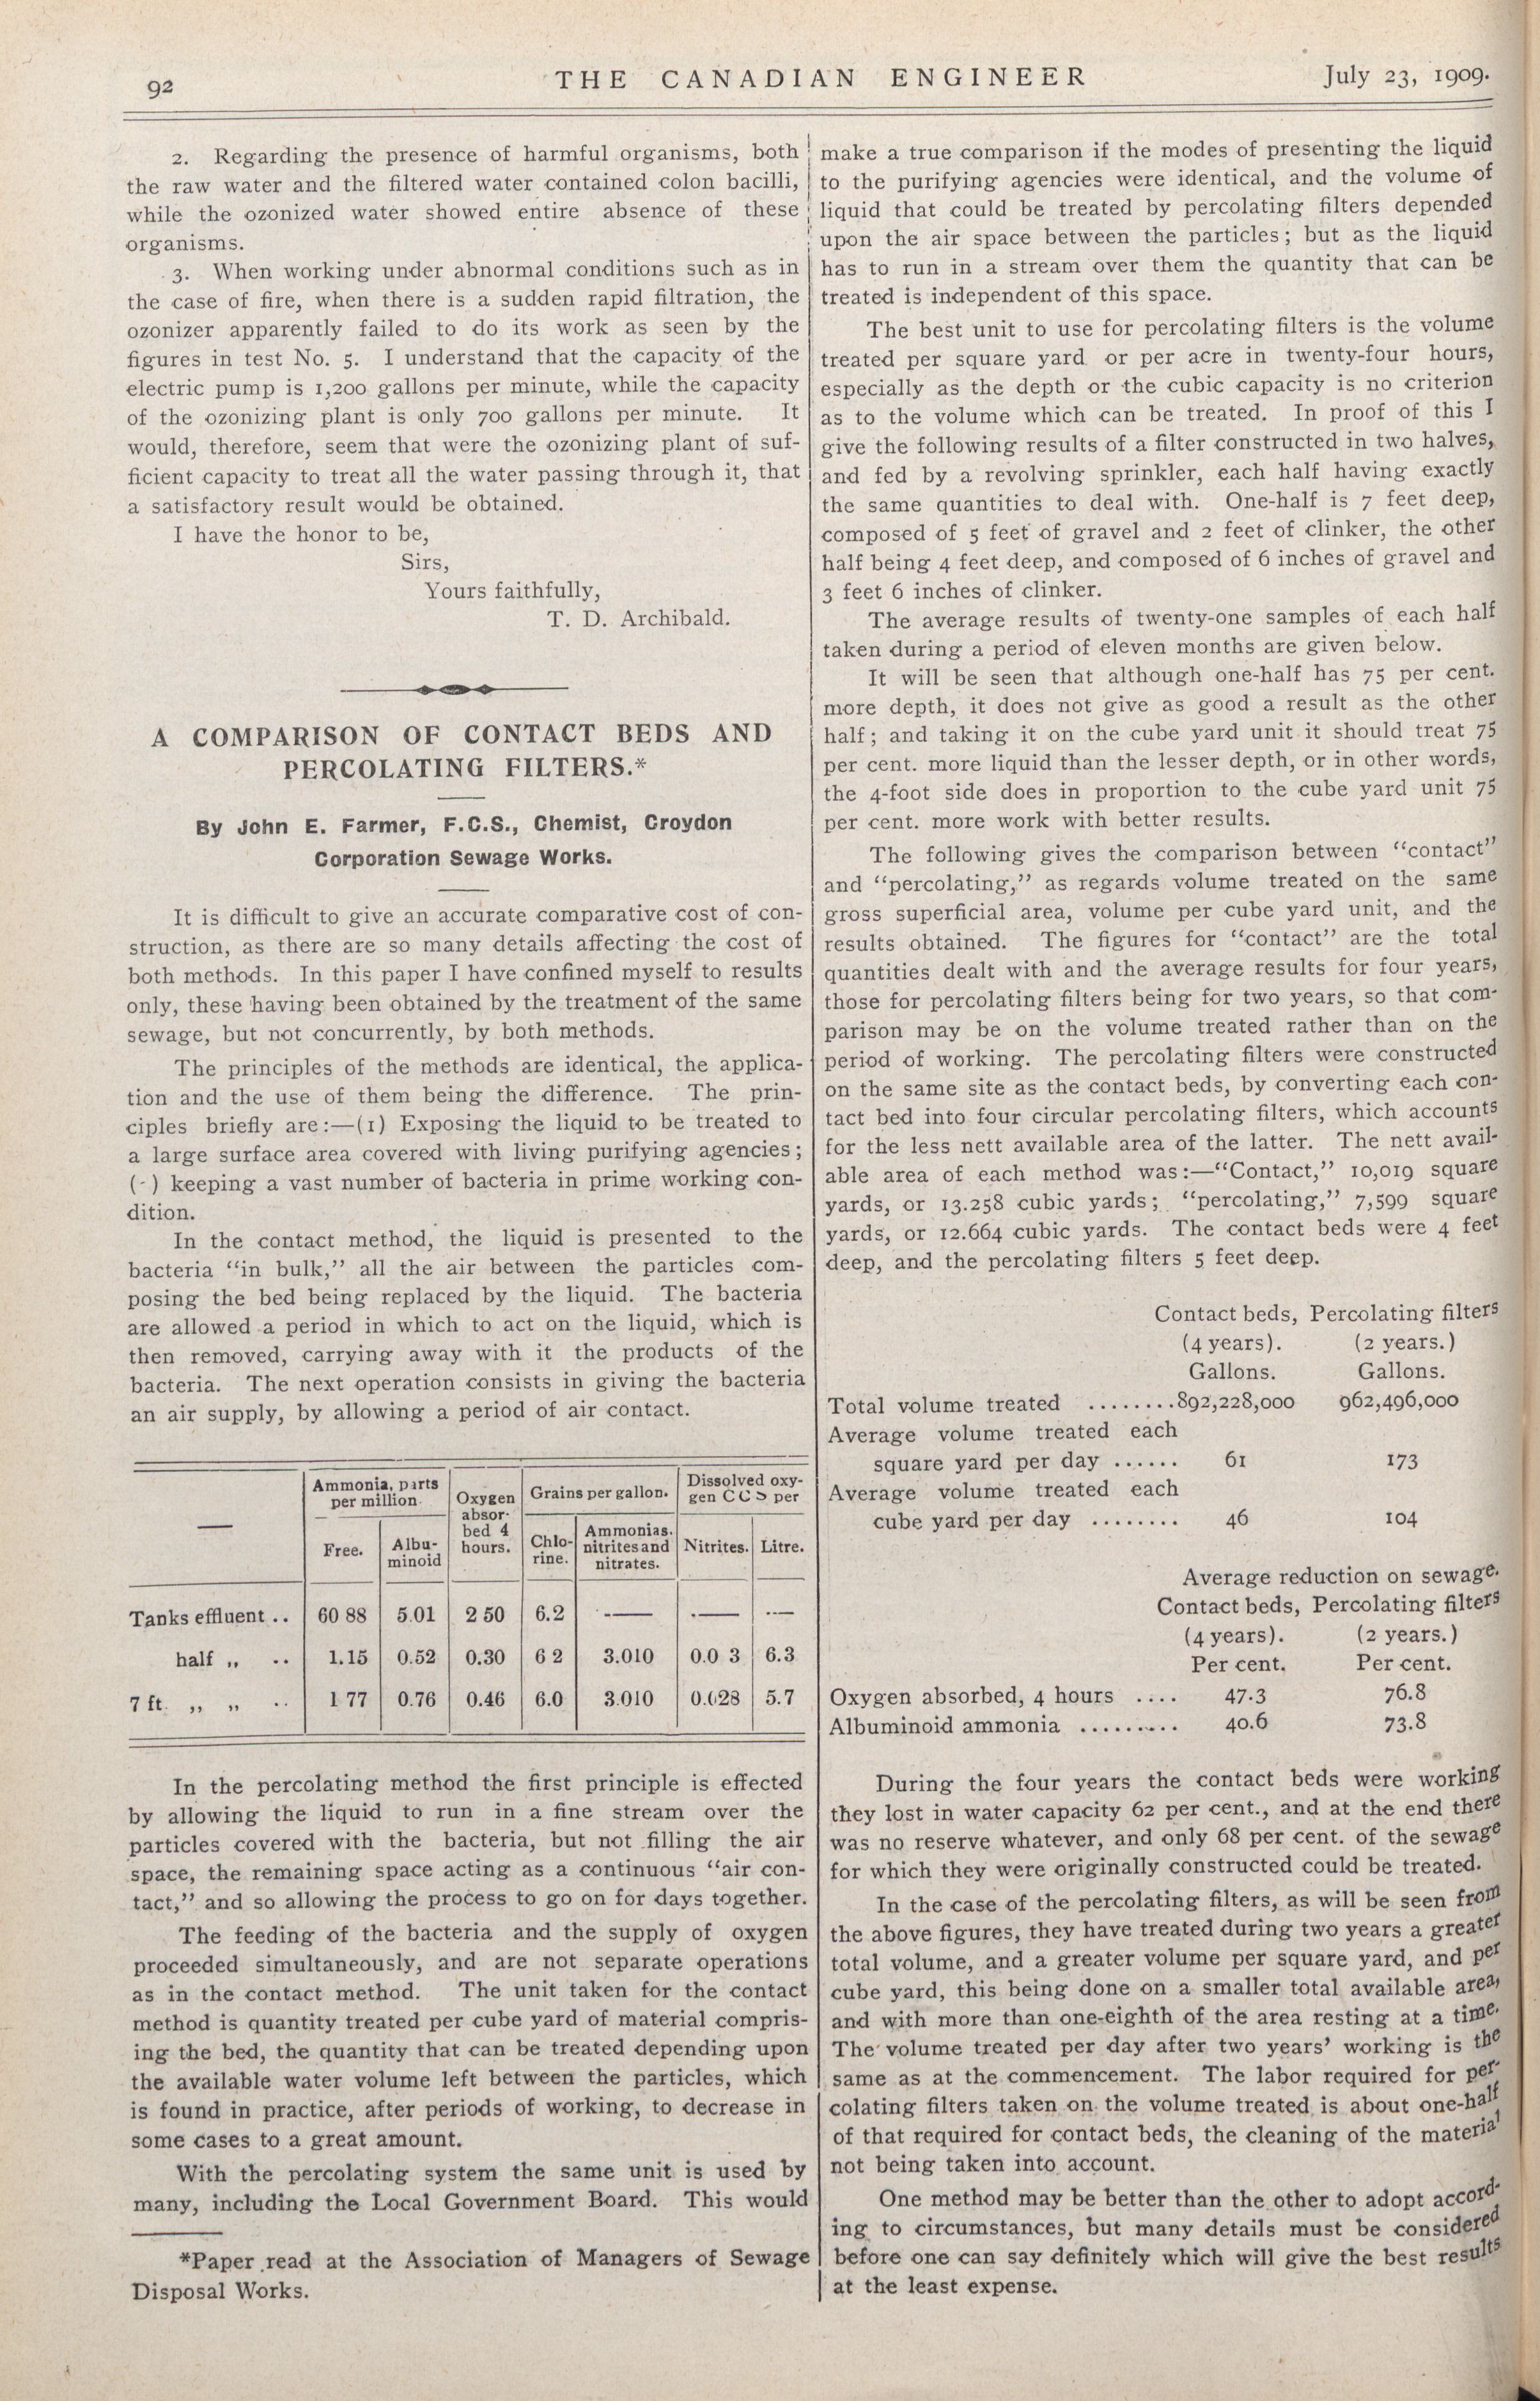 92
THE CANADIAN ENGINEER
July 23, 1909.
2. Regarding the presence of harmful organisms, both
the raw water and the filtered water contained colon bacilli,
while the ozonized water showed entire absence of these
organisms.
3. When working under abnormal conditions such as in
the case of fire, when there is a sudden rapid filtration, the
ozonizer apparently failed to do its work as seen by the
figures in test No. 5. I understand that the capacity of the
electric pump is 1,200 gallons per minute, while the capacity
of the ozonizing plant is only 700 gallons per minute. It
would, therefore, seem that were the ozonizing plant of suf-
ficient capacity to treat all the water passing through it, that
a satisfactory result would be obtained.
I have the honor to be,
Sirs,
Yours faithfully,
T. D. Archibald.
A COMPARISON OF CONTACT BEDS AND
PERCOLATING FILTERS.*
By John E. Farmer, F.C.S., Chemist, Croydon
Corporation Sewage Works.
It is difficult to give an accurate comparative cost of con-
struction, as there are so many details affecting the cost of
both methods. In this paper I have confined myself to results
only, these having been obtained by the treatment of the same
sewage, but not concurrently, by both methods.
The principles of the methods are identical, the applica-
tion and the use of them being the difference. The prin-
ciples briefly are:—(1) Exposing the liquid to be treated to
a large surface area covered with living purifying agencies;
(-) keeping a vast number of bacteria in prime working con-
dition.
In the contact method, the liquid is presented to the
bacteria "in bulk," all the air between the particles com-
posing the bed being replaced by the liquid. The bacteria
are allowed a period in which to act on the liquid, which is
then removed, carrying away with it the products of the
bacteria. The next operation consists in giving the bacteria
an air supply, by allowing a period of air contact.
— Ammonia, parts per million. Oxygen absor- bed 4 hours. Grains per gallon. Dissolved oxy- gen CCs per
Free. Albu- minoid Chlo- rine. Ammonias. nitrites and nitrates. Nitrites. Litre.
Tanks effluent .. 60 88 5.01 2 50 6.2 — — —
half „ .. 1.15 0.52 0.30 6 2 3.010 0.0 3 6.3
7 ft. „ „ .. 1 77 0.76 0.46 6.0 3.010 0.028 5.7
In the percolating method the first principle is effected
by allowing the liquid to run in a fine stream over the
particles covered with the bacteria, but not filling the air
space, the remaining space acting as a continuous "air con-
tact," and so allowing the process to go on for days together.
The feeding of the bacteria and the supply of oxygen
proceeded simultaneously, and are not separate operations
as in the contact method. The unit taken for the contact
method is quantity treated per cube yard of material compris-
ing the bed, the quantity that can be treated depending upon
the available water volume left between the particles, which
is found in practice, after periods of working, to decrease in
some cases to a great amount.
With the percolating system the same unit is used by
many, including the Local Government Board. This would
*Paper read at the Association of Managers of Sewage
Disposal Works.
make a true comparison if the modes of presenting the liquid
to the purifying agencies were identical, and the volume of
liquid that could be treated by percolating filters depended
upon the air space between the particles; but as the liquid
has to run in a stream over them the quantity that can be
treated is independent of this space.
The best unit to use for percolating filters is the volume
treated per square yard or per acre in twenty-four hours,
especially as the depth or the cubic capacity is no criterion
as to the volume which can be treated. In proof of this I
give the following results of a filter constructed in two halves,
and fed by a revolving sprinkler, each half having exactly
the same quantities to deal with. One-half is 7 feet deep,
composed of 5 feet of gravel and 2 feet of clinker, the other
half being 4 feet deep, and composed of 6 inches of gravel and
3 feet 6 inches of clinker.
The average results of twenty-one samples of each half
taken during a period of eleven months are given below.
It will be seen that although one-half has 75 per cent.
more depth, it does not give as good a result as the other
half; and taking it on the cube yard unit it should treat 75
per cent. more liquid than the lesser depth, or in other words,
the 4-foot side does in proportion to the cube yard unit 75
per cent. more work with better results.
The following gives the comparison between "contact"
and "percolating," as regards volume treated on the same
gross superficial area, volume per cube yard unit, and the
results obtained. The figures for "contact" are the total
quantities dealt with and the average results for four years,
those for percolating filters being for two years, so that com-
parison may be on the volume treated rather than on the
period of working. The percolating filters were constructed
on the same site as the contact beds, by converting each con-
tact bed into four circular percolating filters, which accounts
for the less nett available area of the latter. The nett avail-
able area of each method was:—"Contact," 10,019 square
yards, or 13.258 cubic yards; "percolating," 7,599 square
yards, or 12.664 cubic yards. The contact beds were 4 feet
deep, and the percolating filters 5 feet deep.
Contact beds, Percolating filters
(4 years). (2 years.)
Gallons. Gallons.
Total volume treated ........892,228,000 962,496,000
Average volume treated each
square yard per day ...... 61 173
Average volume treated each
cube yard per day ........ 46 104
Average reduction on sewage.
Contact beds, Percolating filters
(4 years). (2 years.)
Per cent. Per cent.
Oxygen absorbed, 4 hours .... 47.3 76.8
Albuminoid ammonia .......... 40.6 73.8
During the four years the contact beds were working
they lost in water capacity 62 per cent., and at the end there
was no reserve whatever, and only 68 per cent. of the sewage
for which they were originally constructed could be treated.
In the case of the percolating filters, as will be seen from
the above figures, they have treated during two years a greater
total volume, and a greater volume per square yard, and per
cube yard, this being done on a smaller total available area,
and with more than one-eighth of the area resting at a time.
The volume treated per day after two years' working is the
same as at the commencement. The labor required for per-
colating filters taken on the volume treated is about one-half
of that required for contact beds, the cleaning of the material
not being taken into account.
One method may be better than the other to adopt accord-
ing to circumstances, but many details must be considered
before one can say definitely which will give the best results
at the least expense.